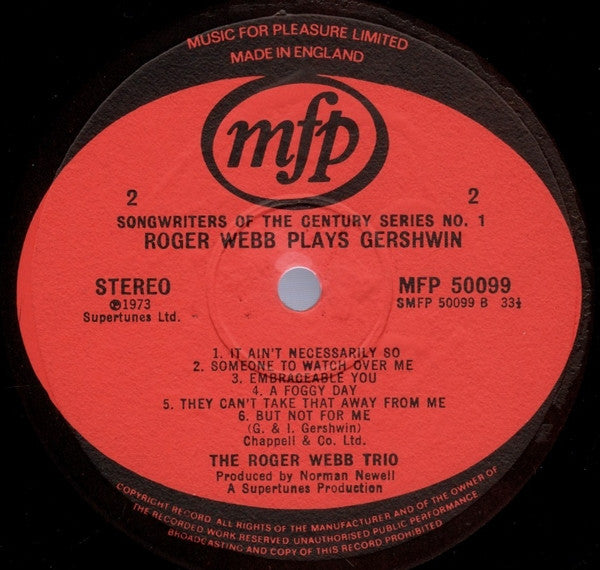 MUSIC FOR PLEASURE LIMITED
MADE IN ENGLAND
mfp
2 2
SONGWRITERS OF THE CENTURY SERIES NO. 1
ROGER WEBB PLAYS GERSHWIN
STEREO MFP 50099
℗1973 SMFP 50099 B 33⅓
Supertunes Ltd.
1. IT AIN'T NECESSARILY SO
2. SOMEONE TO WATCH OVER ME
3. EMBRACEABLE YOU
4. A FOGGY DAY
5. THEY CAN'T TAKE THAT AWAY FROM ME
6. BUT NOT FOR ME
(G. & I. Gershwin)
Chappell & Co. Ltd.
THE ROGER WEBB TRIO
Produced by Norman Newell
A Supertunes Production
COPYRIGHT RECORD. ALL RIGHTS OF THE MANUFACTURER AND OF THE OWNER OF
THE RECORDED WORK RESERVED. UNAUTHORISED PUBLIC PERFORMANCE
BROADCASTING AND COPY OF THIS RECORD PROHIBITED